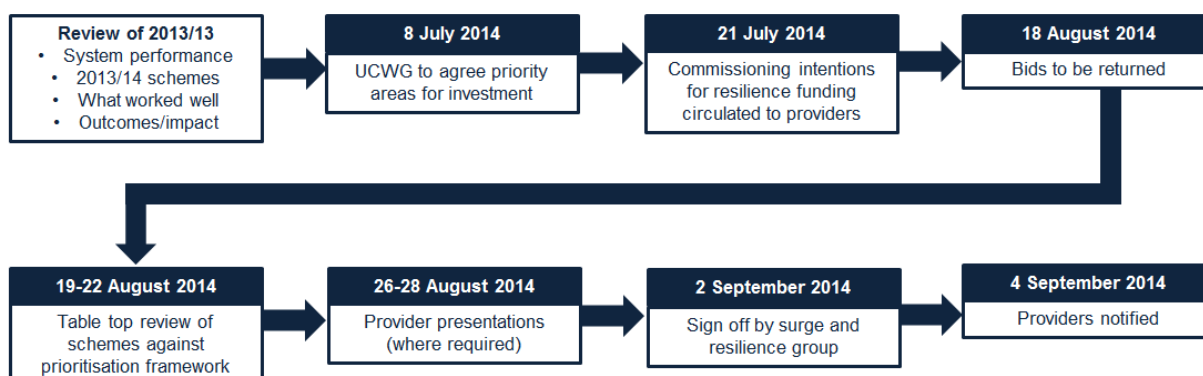 Review of 2013/13
• System performance
• 2013/14 schemes
• What worked well
• Outcomes/impact
8 July 2014
UCWG to agree priority
areas for investment
21 July 2014
Commissioning intentions
for resilience funding
circulated to providers
18 August 2014
Bids to be returned
19-22 August 2014
Table top review of
schemes against
prioritisation framework
26-28 August 2014
Provider presentations
(where required)
2 September 2014
Sign off by surge and
resilience group
4 September 2014
Providers notified